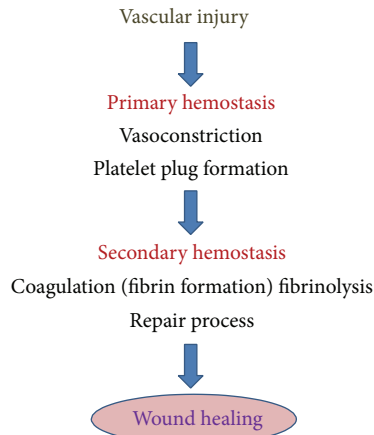 Vascular injury
Primary hemostasis
Vasoconstriction
Platelet plug formation
Secondary hemostasis
Coagulation (fibrin formation) fibrinolysis
Repair process
Wound healing